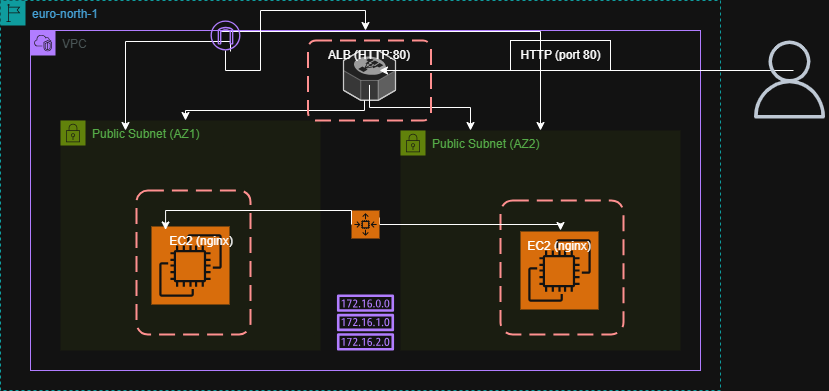 euro-north-1
VPC
ALB (HTTP:80)
HTTP (port 80)
Public Subnet (AZ1)
Public Subnet (AZ2)
EC2 (nginx)
EC2 (nginx)
172.16.0.0
172.16.1.0
172.16.2.0